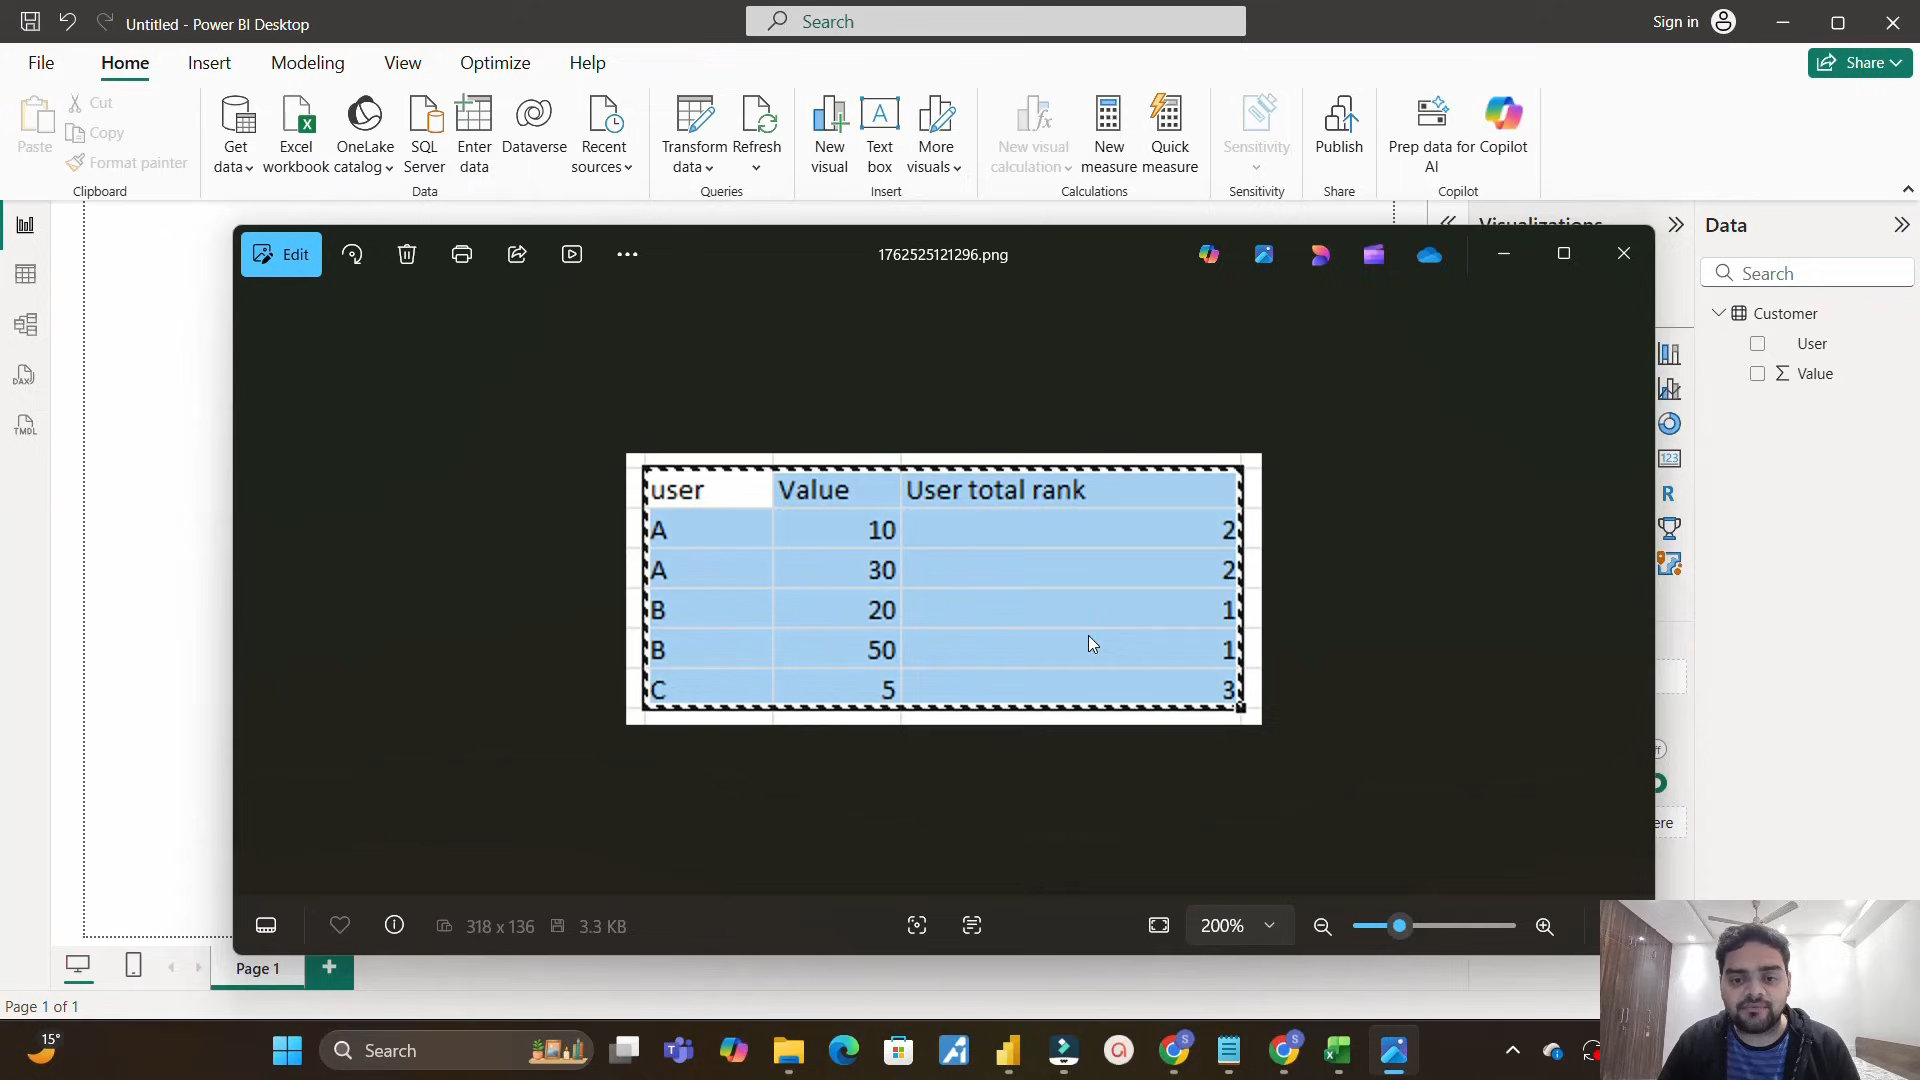 Untitled - Power BI Desktop
Search
Sign in
File Home Insert Modeling View Optimize Help
Share
Paste
Cut
Copy
Format painter
Clipboard
Get data
Excel workbook
OneLake catalog
SQL Server
Enter data
Dataverse
Recent sources
Data
Transform data
Refresh
Queries
New visual
Text box
More visuals
Insert
New visual calculation
New measure
Quick measure
Calculations
Sensitivity
Sensitivity
Publish
Share
Prep data for AI
Copilot
Copilot
DAX
TMDL
Visualizations
Data
Search
Customer
User
Value
Edit
1762525121296.png
user Value User total rank
A 10 2
A 30 2
B 20 1
B 50 1
C 5 3
123
R
ere
318 x 136
3.3 KB
200%
Page 1
Page 1 of 1
15°
Search